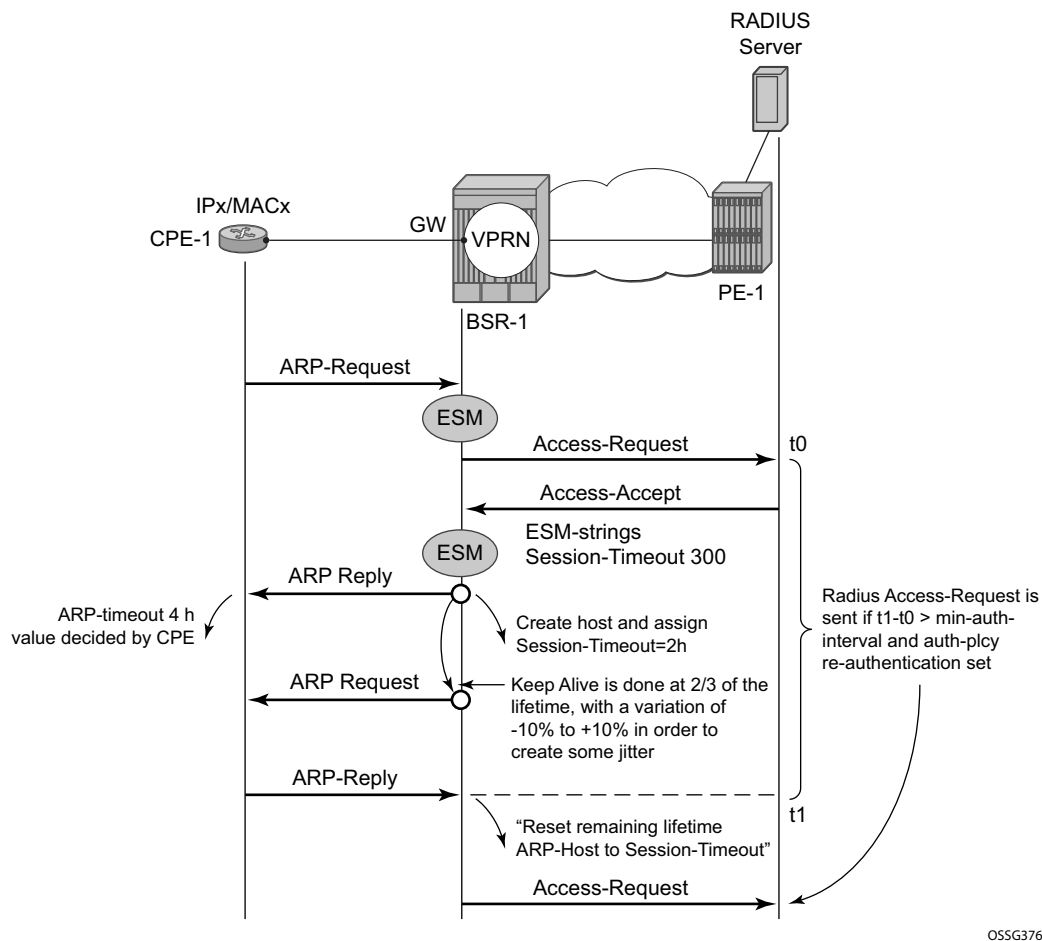 RADIUS
Server
IPx/MACx
CPE-1
GW
VPRN
PE-1
BSR-1
ARP-Request
ESM
Access-Request
t0
Access-Accept
ESM-strings
Session-Timeout 300
ESM
ARP Reply
ARP-timeout 4 h
value decided by CPE
Create host and assign
Session-Timeout=2h
Radius Access-Request is
sent if t1-t0 > min-auth-
interval and auth-plcy
re-authentication set
ARP Request
Keep Alive is done at 2/3 of the
lifetime, with a variation of
-10% to +10% in order to
create some jitter
ARP-Reply
t1
“Reset remaining lifetime
ARP-Host to Session-Timeout”
Access-Request
OSSG376